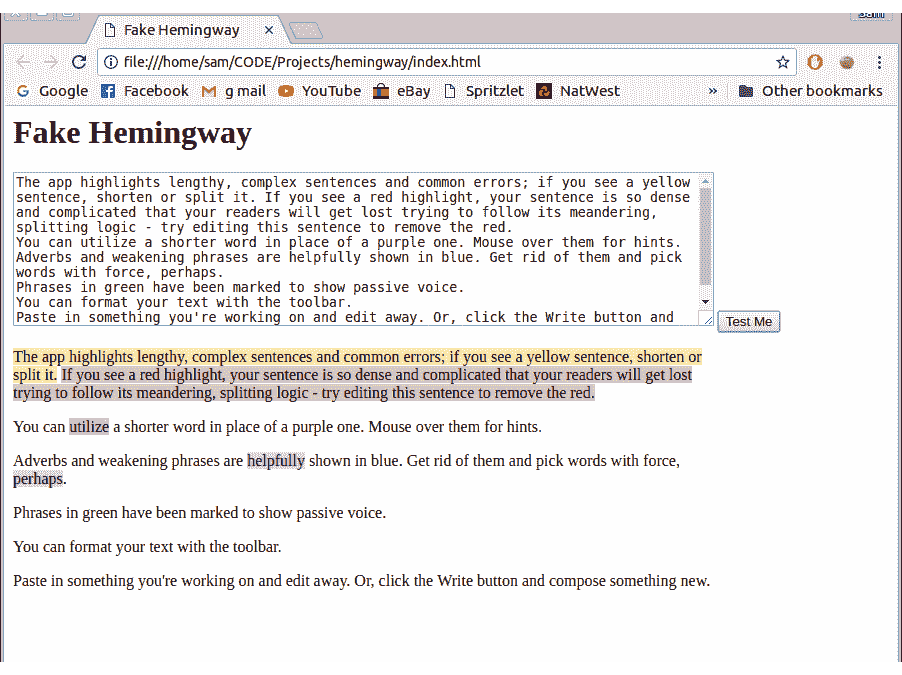 Fake Hemingway
file:///home/sam/CODE/Projects/hemingway/index.html
Google Facebook g mail YouTube eBay Spritzlet NatWest » Other bookmarks
Fake Hemingway
The app highlights lengthy, complex sentences and common errors; if you see a yellow
sentence, shorten or split it. If you see a red highlight, your sentence is so dense
and complicated that your readers will get lost trying to follow its meandering,
splitting logic - try editing this sentence to remove the red.
You can utilize a shorter word in place of a purple one. Mouse over them for hints.
Adverbs and weakening phrases are helpfully shown in blue. Get rid of them and pick
words with force, perhaps.
Phrases in green have been marked to show passive voice.
You can format your text with the toolbar.
Paste in something you're working on and edit away. Or, click the Write button and
Test Me
The app highlights lengthy, complex sentences and common errors; if you see a yellow sentence, shorten or
split it. If you see a red highlight, your sentence is so dense and complicated that your readers will get lost
trying to follow its meandering, splitting logic - try editing this sentence to remove the red.
You can utilize a shorter word in place of a purple one. Mouse over them for hints.
Adverbs and weakening phrases are helpfully shown in blue. Get rid of them and pick words with force,
perhaps.
Phrases in green have been marked to show passive voice.
You can format your text with the toolbar.
Paste in something you're working on and edit away. Or, click the Write button and compose something new.